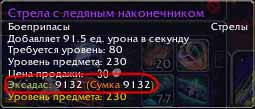 Стрела с ледяным наконечником
Боеприпасы Стрелы
Добавляет 91.5 ед. урона в секунду
Требуется уровень: 80
Уровень предмета: 230
Цена продажи: 30
Эксадас: 9132 (Сумка 9132)
Уровень предмета: 230